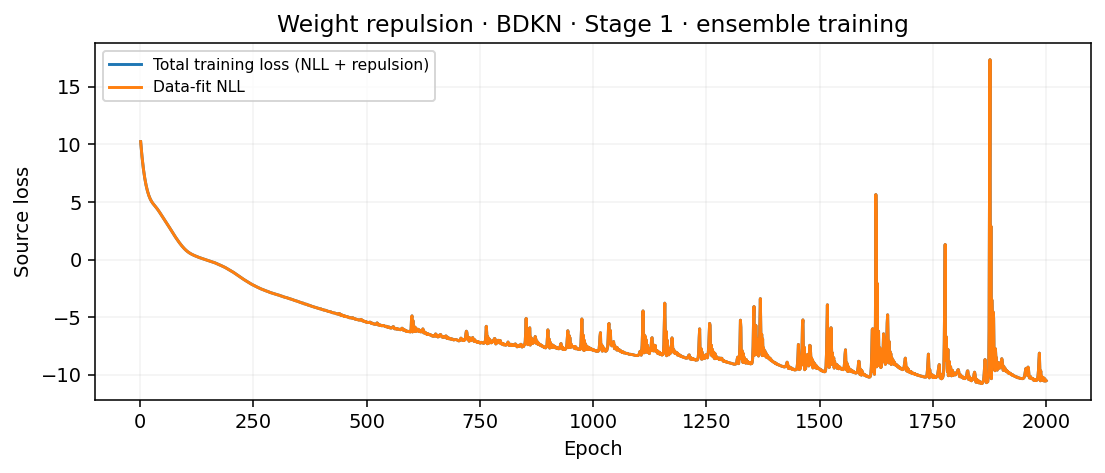 Weight repulsion · BDKN · Stage 1 · ensemble training
Total training loss (NLL + repulsion)
Data-fit NLL
Source loss
15
10
5
0
−5
−10
0 250 500 750 1000 1250 1500 1750 2000
Epoch